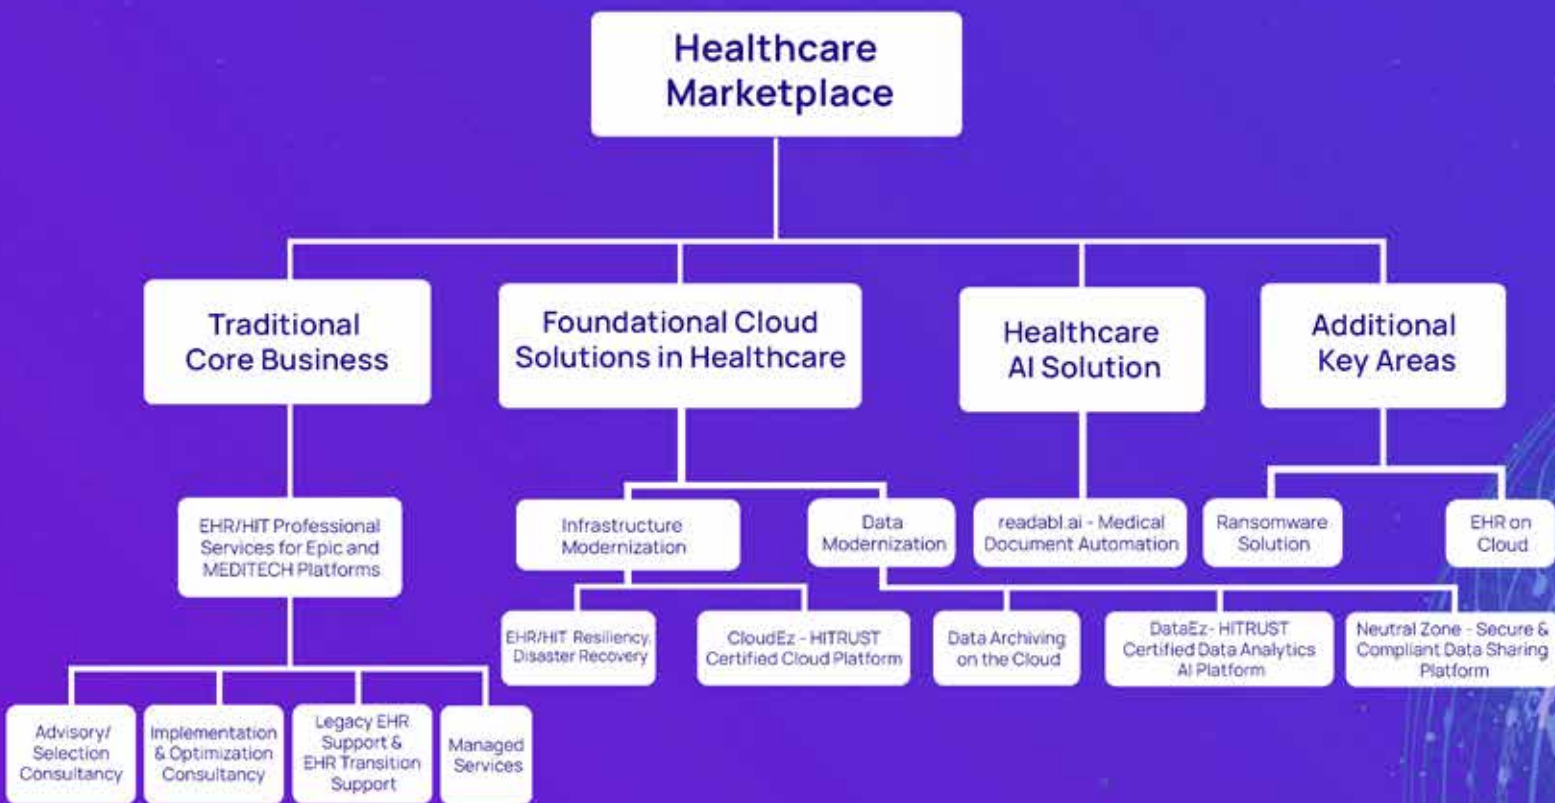 Healthcare
Marketplace
Traditional
Core Business
Foundational Cloud
Solutions in Healthcare
Healthcare
AI Solution
Additional
Key Areas
EHR/HIT Professional
Services for Epic and
MEDITECH Platforms
Infrastructure
Modernization
Data
Modernization
readabl.ai - Medical
Document Automation
Ransomware
Solution
EHR on
Cloud
EHR/HIT Resiliency,
Disaster Recovery
CloudEz - HITRUST
Certified Cloud Platform
Data Archiving
on the Cloud
DataEz- HITRUST
Certified Data Analytics
AI Platform
Neutral Zone - Secure &
Compliant Data Sharing
Platform
Advisory/
Selection
Consultancy
Implementation
& Optimization
Consultancy
Legacy EHR
Support &
EHR Transition
Support
Managed
Services